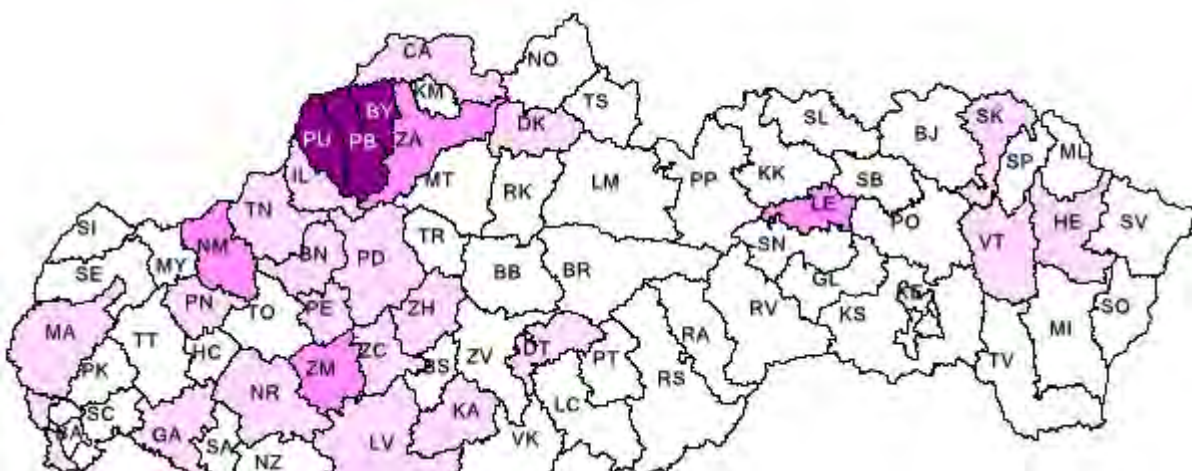 CA
NO
KM
TS
BY
PU
PB
ZA
DK
SL
BJ
SK
SP
ML
IL
MT
RK
LM
PP
KK
SB
TN
LE
PO
HE
SV
SI
NM
TR
SN
VT
SE
MY
BN
PD
BB
BR
GL
PN
TO
PE
ZH
RV
KS
KE
SO
MA
TT
HC
ZM
ZC
BS
ZV
DT
PT
RA
MI
TV
PK
NR
RS
SC
KA
LC
BA
GA
SA
NZ
LV
VK